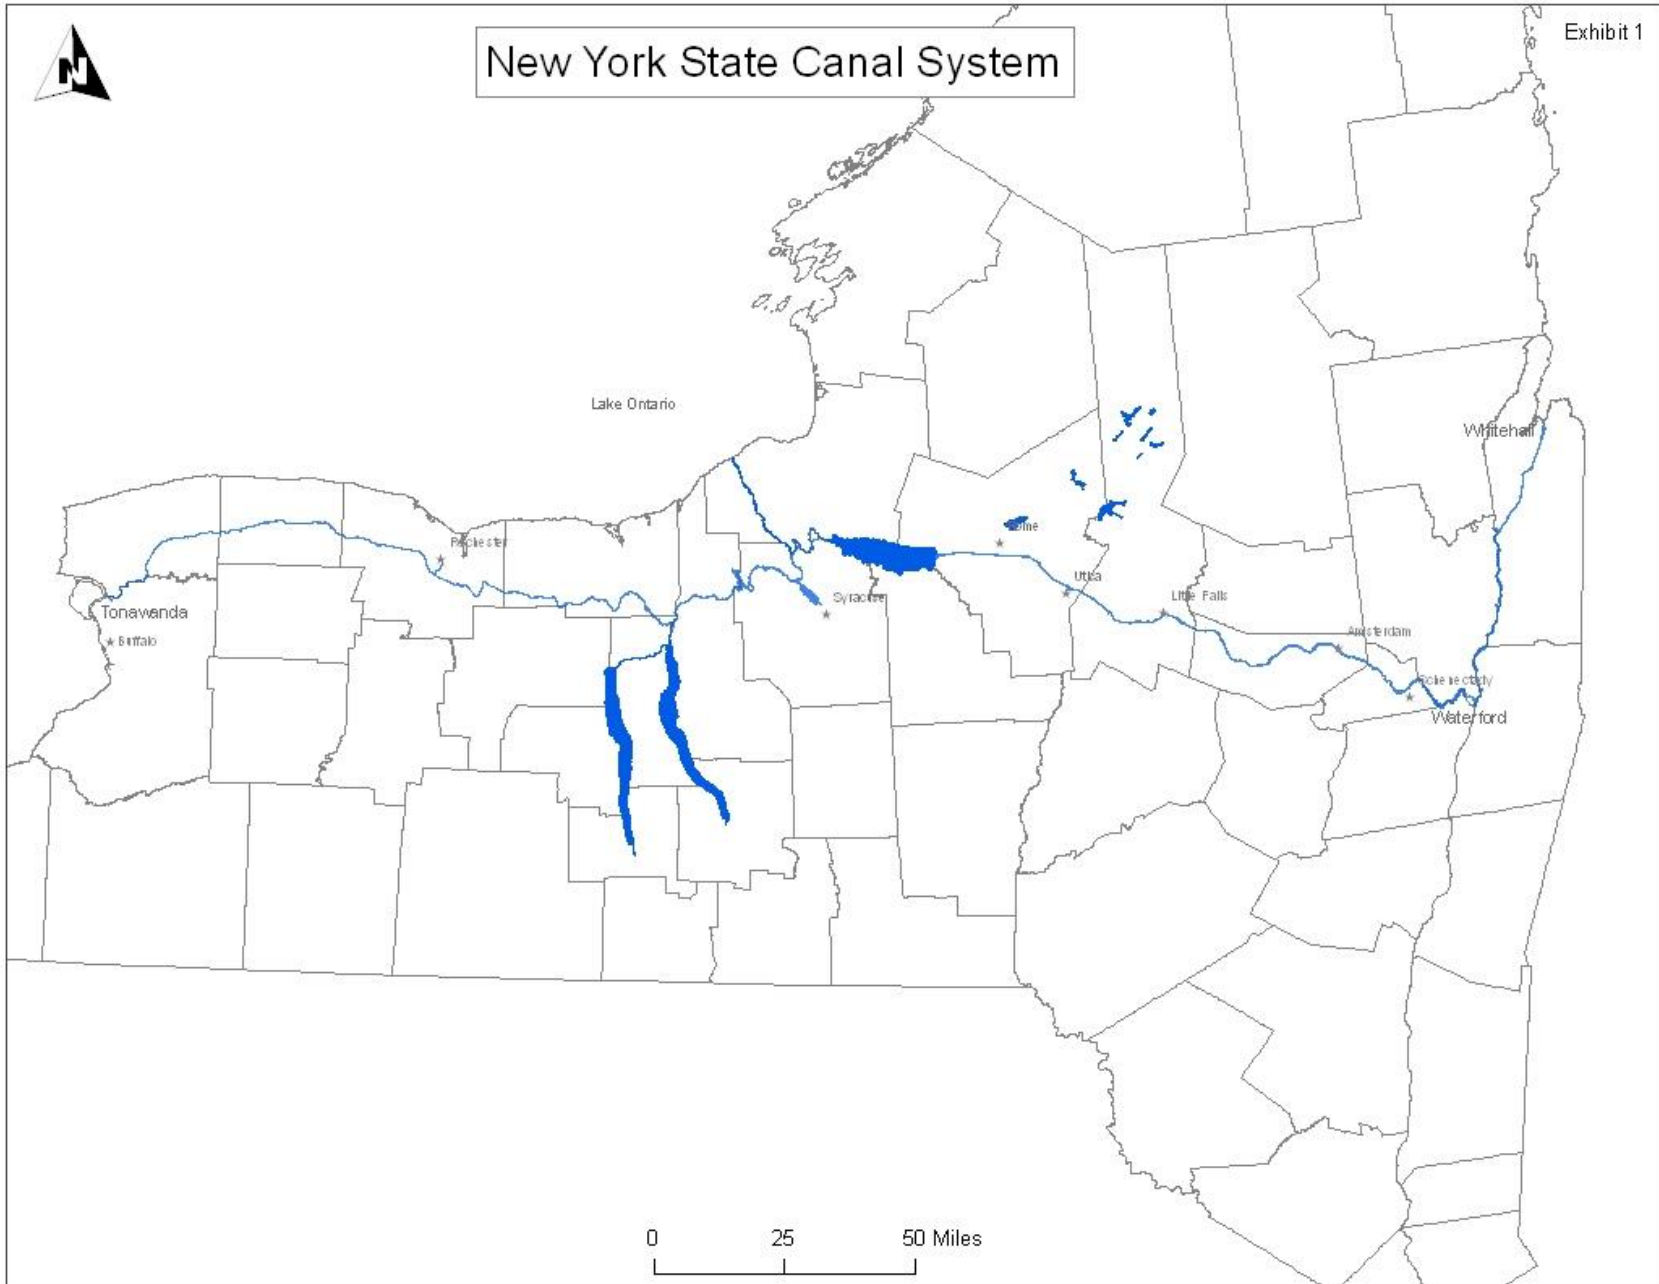 Exhibit 1
N
New York State Canal System
Lake Ontario
Whitehall
Rochester
Rome
Utica
Little Falls
Tonawanda
Syracuse
Buffalo
Amsterdam
Schenectady
Waterford
0 25 50 Miles